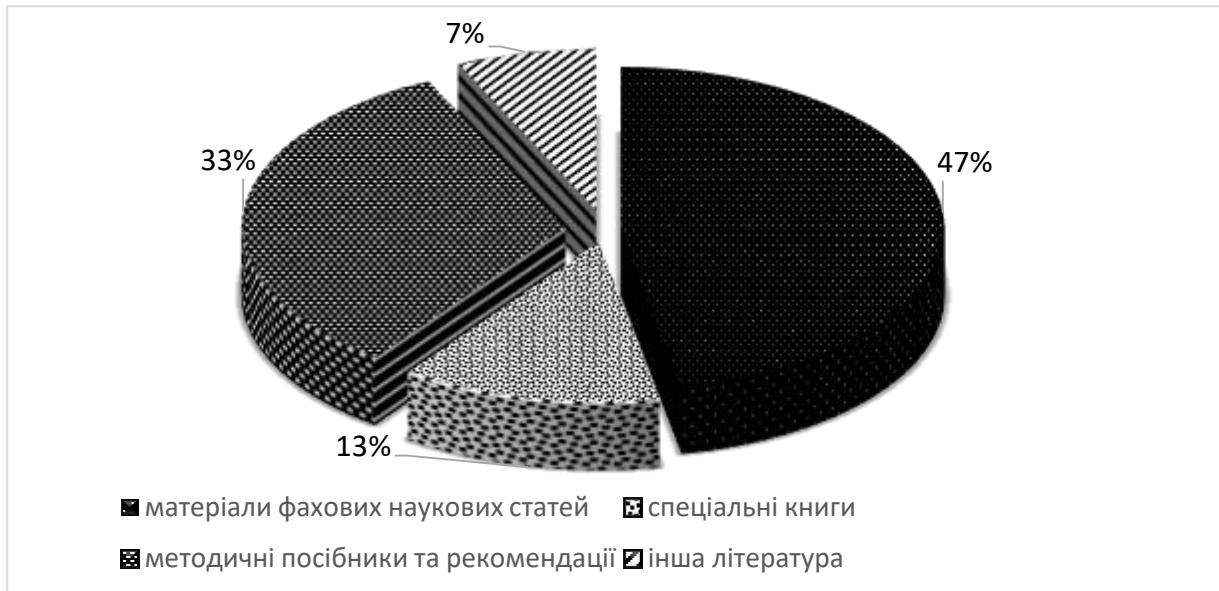 7%
33%
47%
13%
матеріали фахових наукових статей спеціальні книги
методичні посібники та рекомендації інша література